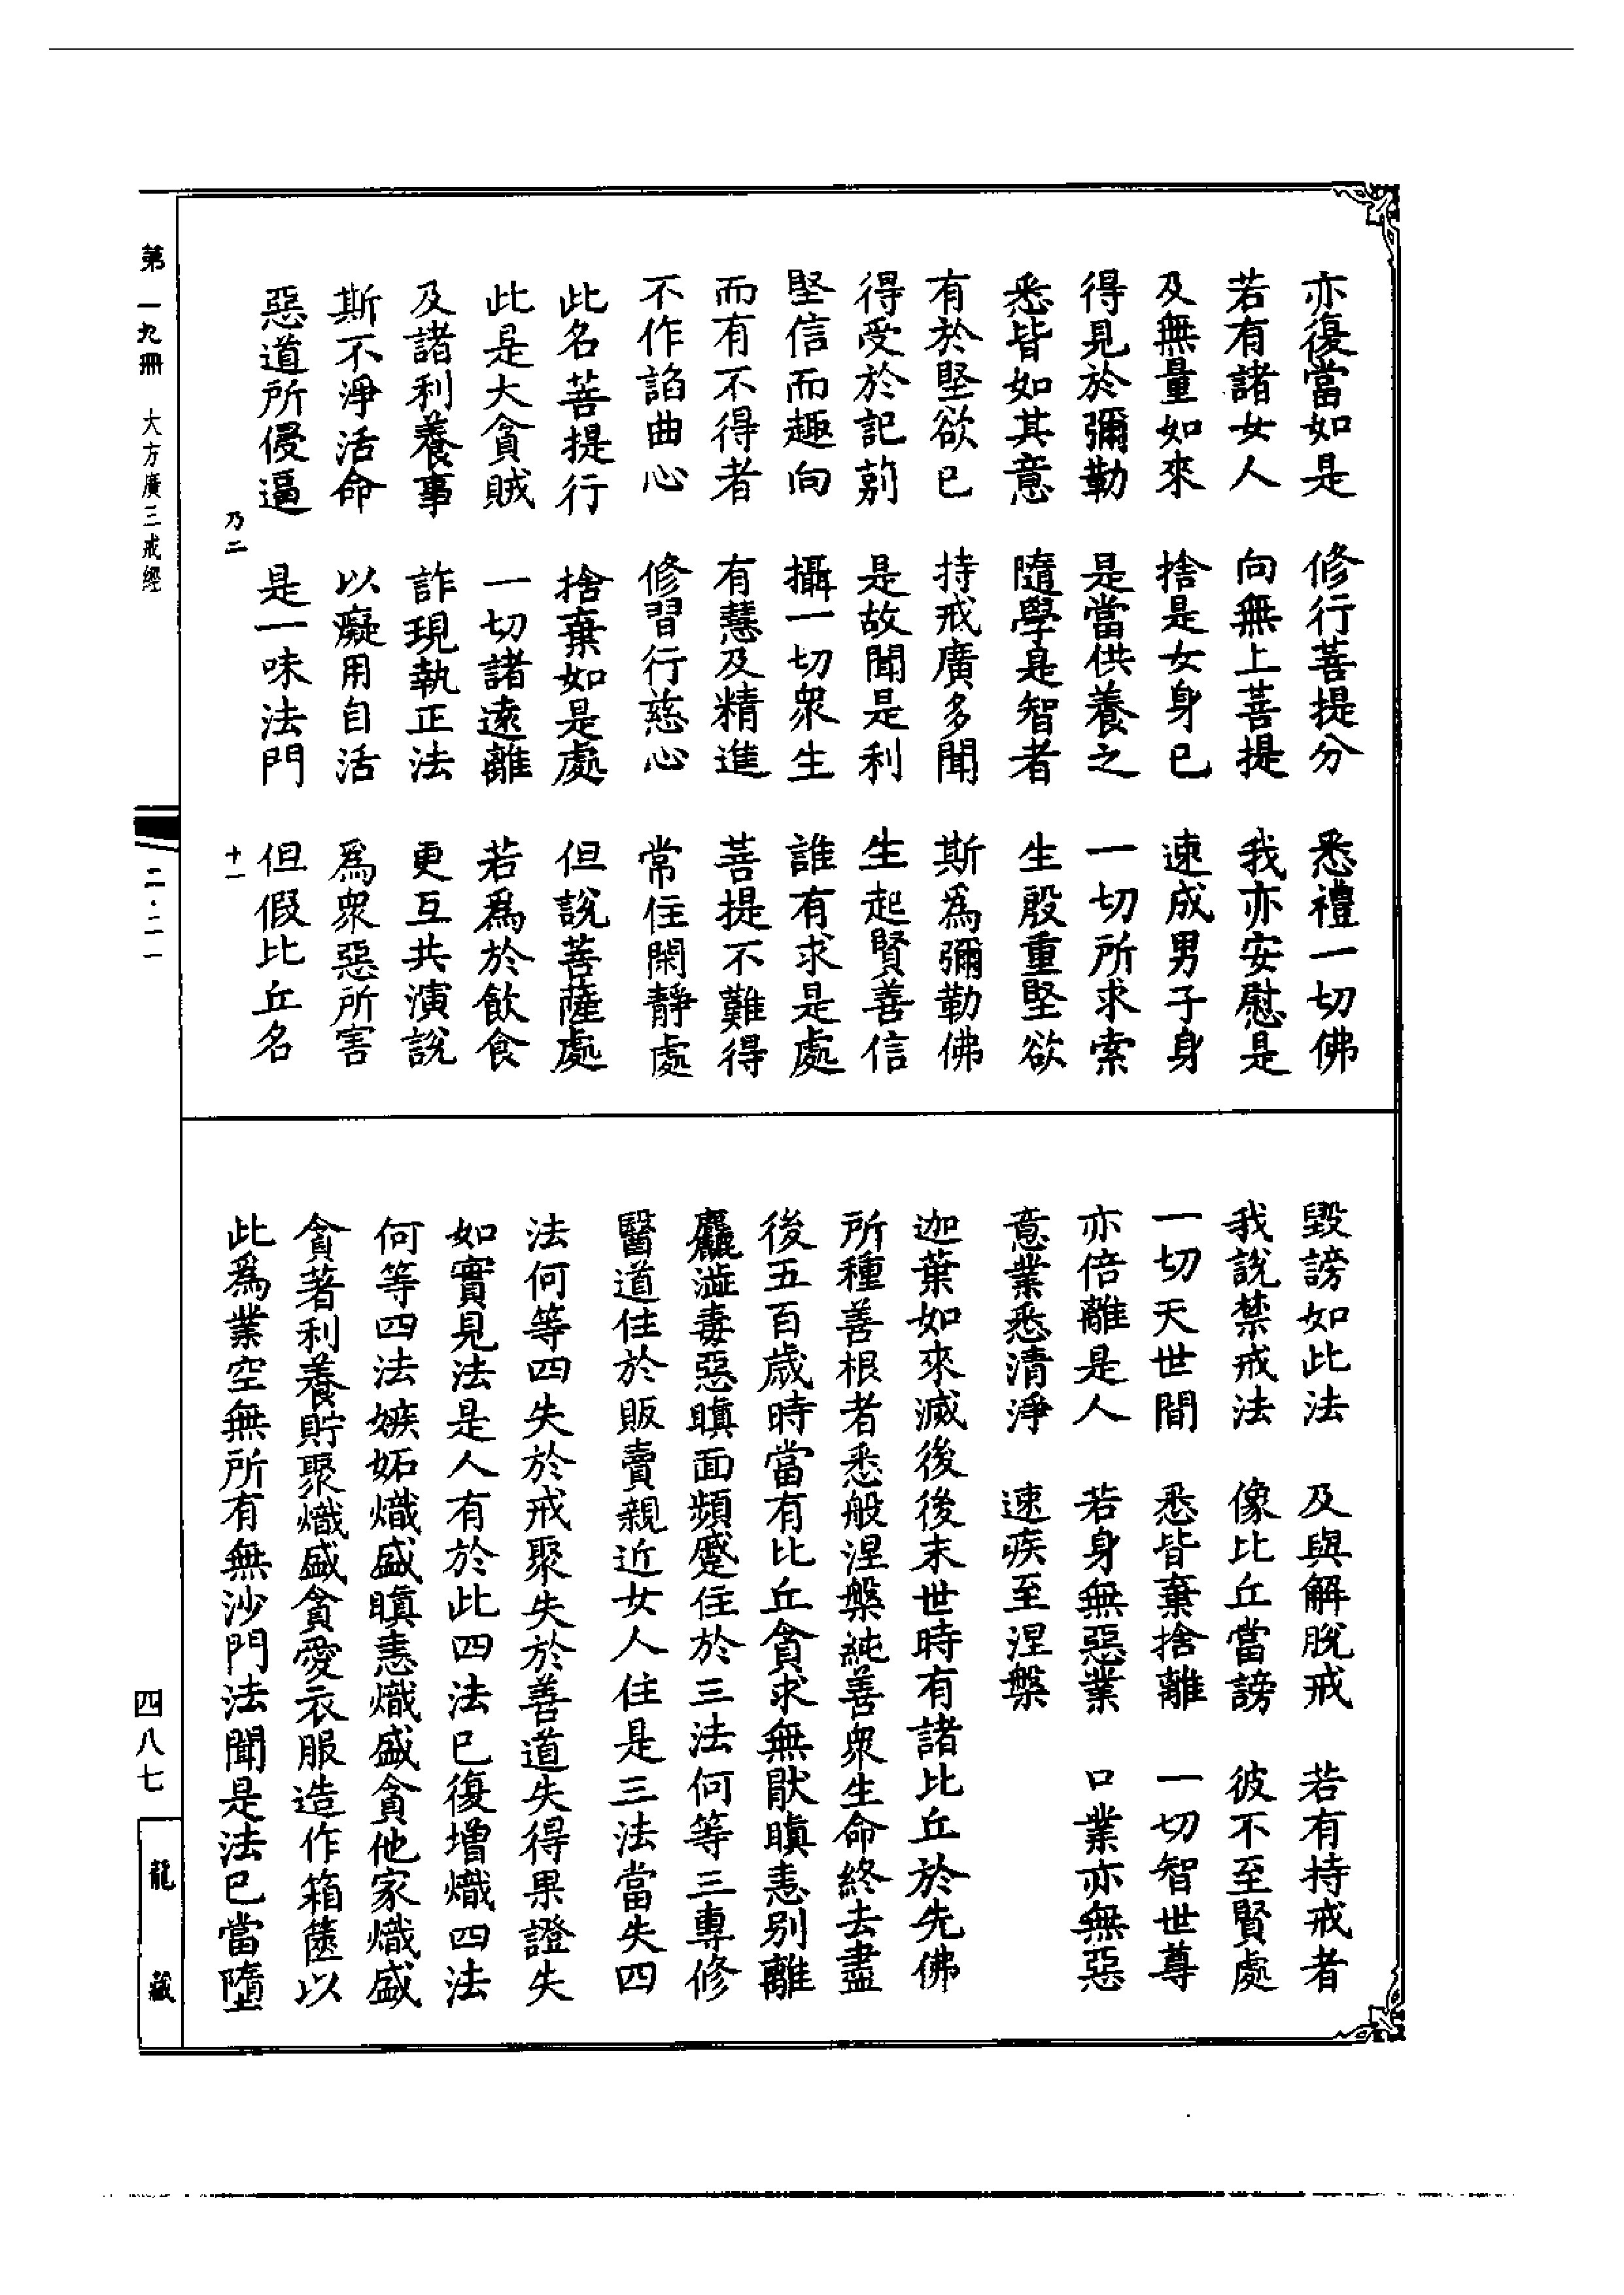 亦復當如是　修行菩提分　悉禮一切佛
若有諸女人　向無上菩提　我亦安慰是
及無量如來　捨是女身已　速成男子身
得見於彌勒　是當供養之　一切所求索
悉皆如其意　隨學是智者　生殷重堅欲
有於堅欲已　持戒廣多聞　斯為彌勒佛
得受於記莂　是故聞是利　生起賢善信
堅信而趣向　攝一切眾生　誰有求是處
而有不得者　有慧及精進　菩提不難得
不作諂曲心　修習行慈心　常住閑靜處
此名菩提行　捨棄如是處　但說菩薩處
此是大貪賊　一切諸遠離　若為於飲食
及諸利養事　詐現執正法　更互共演說
斯不淨活命　以癡用自活　為眾惡所害
惡道所侵逼　是一味法門　但假比丘名
乃二　十一
毀謗如此法　及與解脫戒　若有持戒者
我說禁戒法　像比丘當謗　彼不至賢處
一切天世間　悉皆棄捨離　一切智世尊
亦倍離是人　若身無惡業　口業亦無惡
意業悉清淨　速疾至涅槃
迦葉如來滅後後末世時有諸比丘於先佛
所種善根者悉般涅槃純善眾生命終去盡
後五百歲時當有比丘貪求無厭瞋恚別離
麤澁毒惡瞋面頻蹙住於三法何等三專修
醫道住於販賣親近女人住是三法當失四
法何等四失於戒聚失於善道失得果證失
如實見法是人有於此四法已復增熾四法
何等四法嫉妬熾盛瞋恚熾盛貪他家熾盛
貪著利養貯聚熾盛貪愛衣服造作箱篋以
此為業空無所有無沙門法聞是法已當墮
第一九冊　大方廣三戒經　二·二一　四八七　龍藏